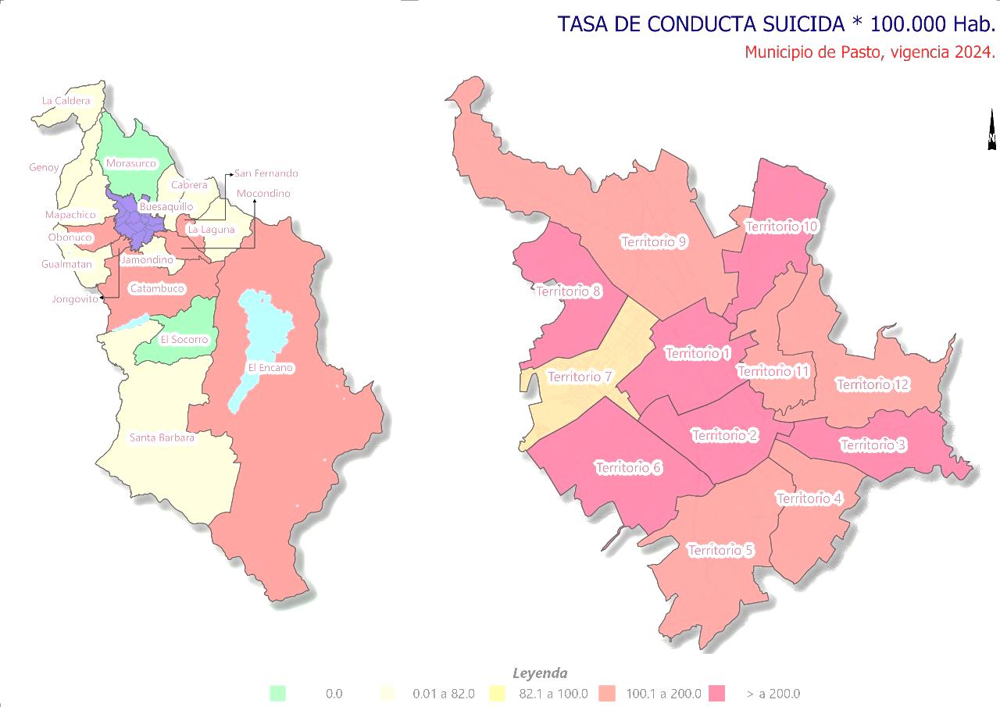 TASA DE CONDUCTA SUICIDA * 100.000 Hab.
Municipio de Pasto, vigencia 2024.
La Caldera
Genoy
Morasurco
San Fernando
Cabrera
Mocondino
Buesaquillo
Mapachico
La Laguna
Obonuco
Jamondino
Gualmatan
Catambuco
Jongovito
El Socorro
El Encano
Santa Barbara
N
Territorio 10
Territorio 9
Territorio 8
Territorio 1
Territorio 11
Territorio 7
Territorio 12
Territorio 2
Territorio 3
Territorio 6
Territorio 4
Territorio 5
Leyenda
0.0 0.01 a 82.0 82.1 a 100.0 100.1 a 200.0 > a 200.0